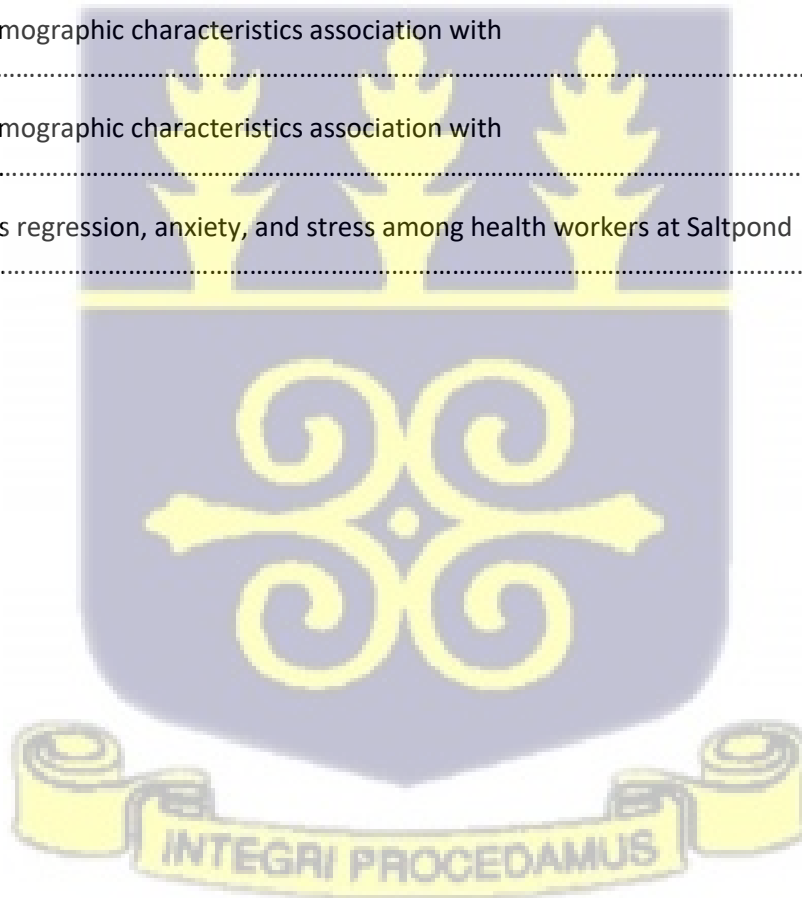 mographic characteristics association with
................................................................................
mographic characteristics association with
................................................................................
s regression, anxiety, and stress among health workers at Saltpond
................................................................................
INTEGRI PROCEDAMUS